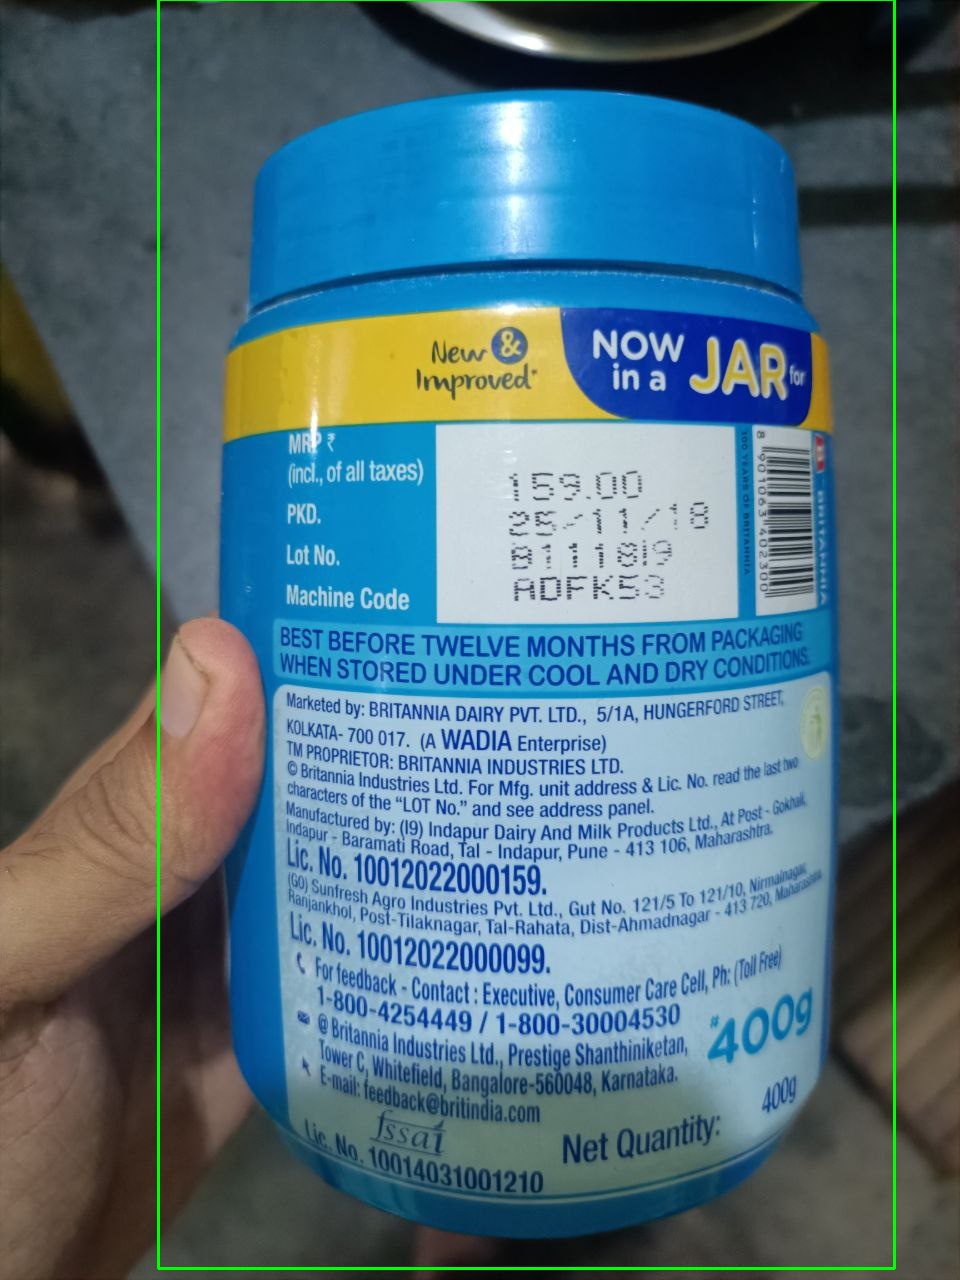 New & Improved*
NOW in a JAR for
MRP ₹
(incl., of all taxes)
159.00
PKD.
25/11/18
Lot No.
B11181I9
Machine Code
ADFK53
8 901063 402300
100 YEARS OF BRITANNIA
BRITANNIA
BEST BEFORE TWELVE MONTHS FROM PACKAGING
WHEN STORED UNDER COOL AND DRY CONDITIONS.
Marketed by: BRITANNIA DAIRY PVT. LTD., 5/1A, HUNGERFORD STREET,
KOLKATA- 700 017. (A WADIA Enterprise)
TM PROPRIETOR: BRITANNIA INDUSTRIES LTD.
© Britannia Industries Ltd. For Mfg. unit address & Lic. No. read the last two
characters of the “LOT No.” and see address panel.
Manufactured by: (I9) Indapur Dairy And Milk Products Ltd., At Post - Gokhali,
Indapur - Baramati Road, Tal - Indapur, Pune - 413 106, Maharashtra.
Lic. No. 10012022000159.
(G0) Sunfresh Agro Industries Pvt. Ltd., Gut No. 121/5 To 121/10, Nirmalnagar,
Ranjankhol, Post-Tilaknagar, Tal-Rahata, Dist-Ahmadnagar - 413 720, Maharashtra.
Lic. No. 10012022000099.
For feedback - Contact : Executive, Consumer Care Cell, Ph: (Toll Free)
1-800-4254449 / 1-800-30004530
@ Britannia Industries Ltd., Prestige Shanthiniketan,
Tower C, Whitefield, Bangalore-560048, Karnataka.
E-mail: feedback@britindia.com
#400g
fssai
Lic. No. 10014031001210
Net Quantity: 400g